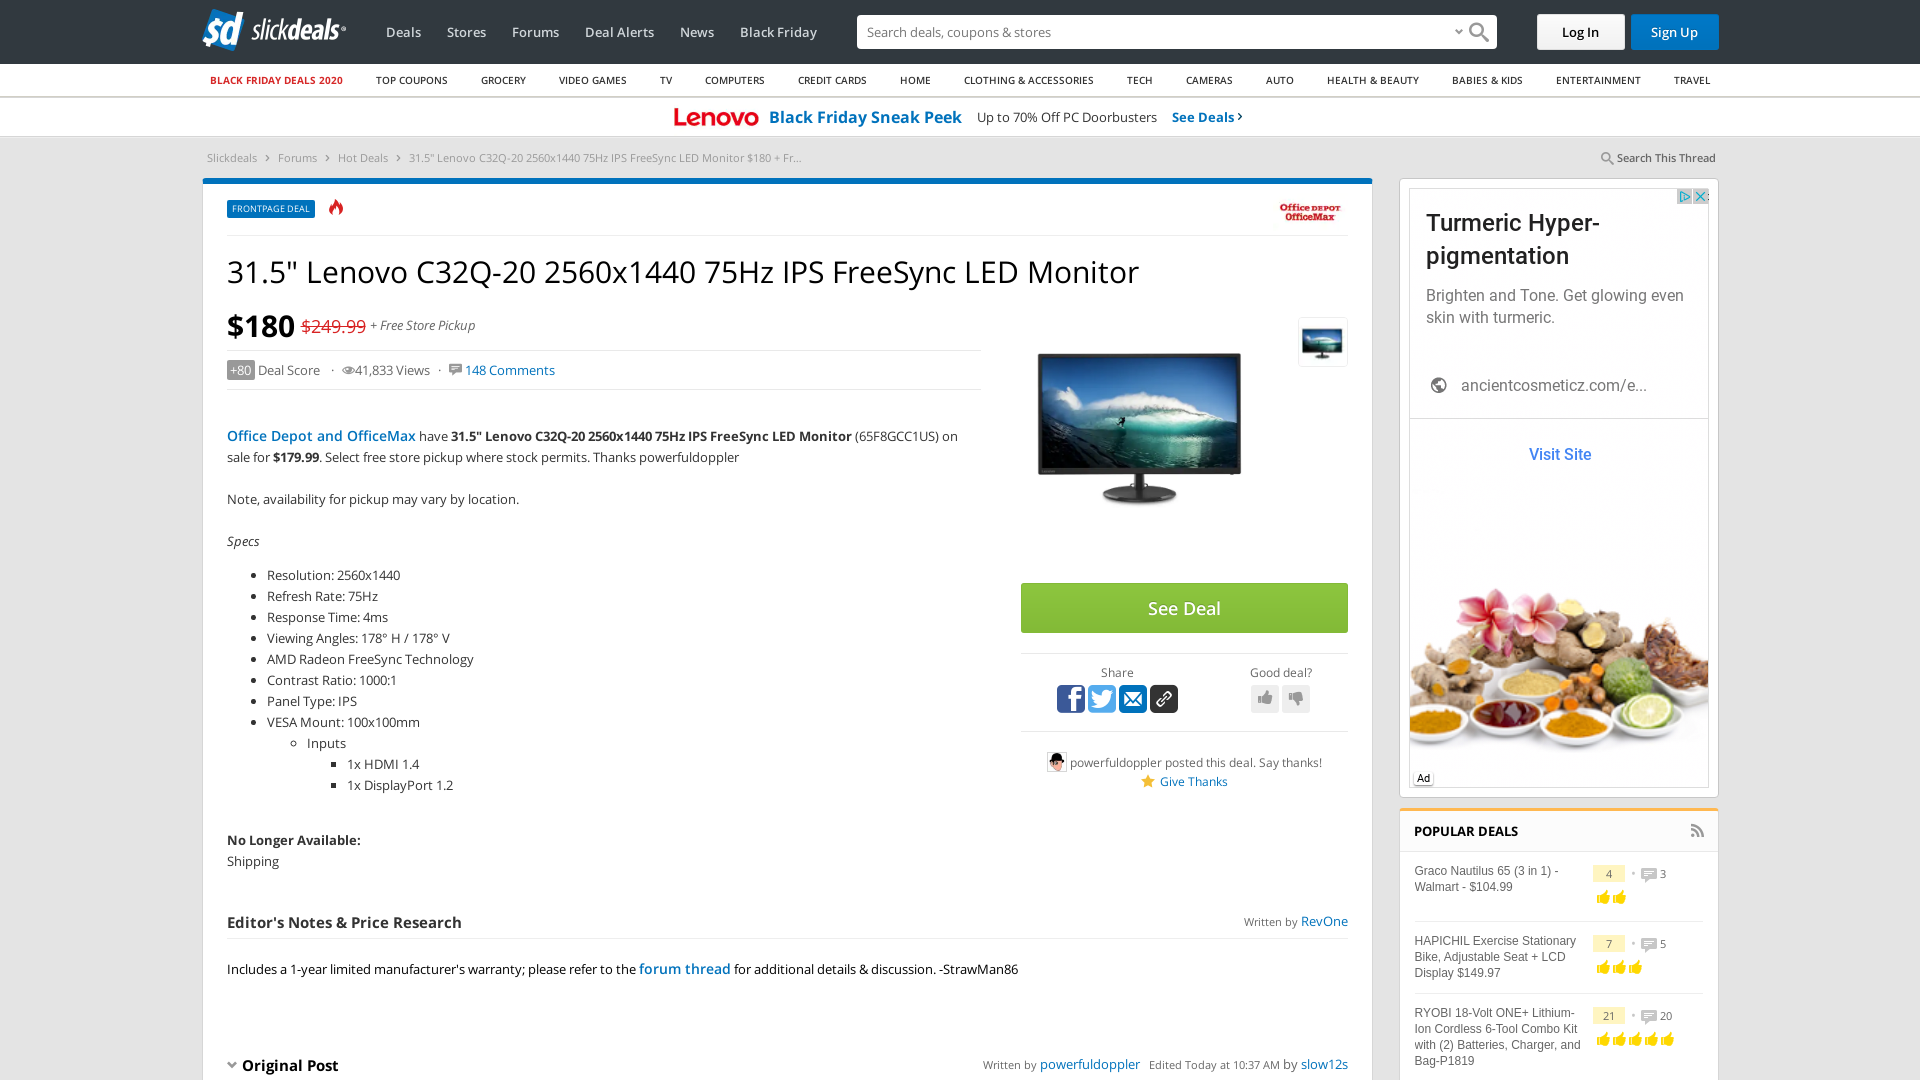 sd slickdeals
Deals Stores Forums Deal Alerts News Black Friday
Search deals, coupons & stores
Log In
Sign Up
BLACK FRIDAY DEALS 2020 TOP COUPONS GROCERY VIDEO GAMES TV COMPUTERS CREDIT CARDS HOME CLOTHING & ACCESSORIES TECH CAMERAS AUTO HEALTH & BEAUTY BABIES & KIDS ENTERTAINMENT TRAVEL
Lenovo Black Friday Sneak Peek Up to 70% Off PC Doorbusters See Deals ›
Slickdeals › Forums › Hot Deals › 31.5" Lenovo C32Q-20 2560x1440 75Hz IPS FreeSync LED Monitor $180 + Fr...
Search This Thread
FRONTPAGE DEAL
Office DEPOT
OfficeMax
31.5" Lenovo C32Q-20 2560x1440 75Hz IPS FreeSync LED Monitor
$180 $249.99 + Free Store Pickup
+80 Deal Score · 41,833 Views · 148 Comments
Office Depot and OfficeMax have 31.5" Lenovo C32Q-20 2560x1440 75Hz IPS FreeSync LED Monitor (65F8GCC1US) on
sale for $179.99. Select free store pickup where stock permits. Thanks powerfuldoppler
Note, availability for pickup may vary by location.
Specs
• Resolution: 2560x1440
• Refresh Rate: 75Hz
• Response Time: 4ms
• Viewing Angles: 178° H / 178° V
• AMD Radeon FreeSync Technology
• Contrast Ratio: 1000:1
• Panel Type: IPS
• VESA Mount: 100x100mm
◦ Inputs
▪ 1x HDMI 1.4
▪ 1x DisplayPort 1.2
No Longer Available:
Shipping
See Deal
Share
Good deal?
powerfuldoppler posted this deal. Say thanks!
Give Thanks
Editor's Notes & Price Research
Written by RevOne
Includes a 1-year limited manufacturer's warranty; please refer to the forum thread for additional details & discussion. -StrawMan86
Original Post
Written by powerfuldoppler Edited Today at 10:37 AM by slow12s
Turmeric Hyper-
pigmentation
Brighten and Tone. Get glowing even
skin with turmeric.
ancientcosmeticz.com/e...
Visit Site
Ad
POPULAR DEALS
Graco Nautilus 65 (3 in 1) -
Walmart - $104.99
4 • 3
HAPICHIL Exercise Stationary
Bike, Adjustable Seat + LCD
Display $149.97
7 • 5
RYOBI 18-Volt ONE+ Lithium-
Ion Cordless 6-Tool Combo Kit
with (2) Batteries, Charger, and
Bag-P1819
21 • 20